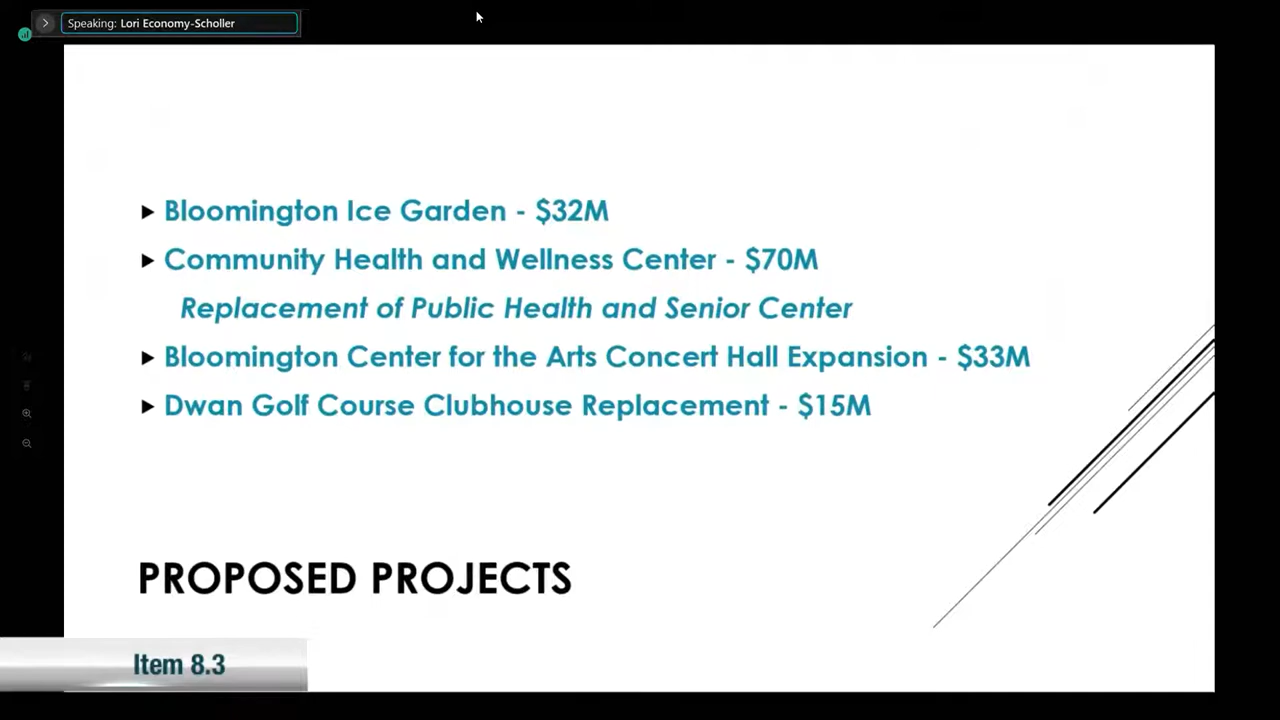 Speaking: Lori Economy-Scholler
Bloomington Ice Garden - $32M
Community Health and Wellness Center - $70M
Replacement of Public Health and Senior Center
Bloomington Center for the Arts Concert Hall Expansion - $33M
Dwan Golf Course Clubhouse Replacement - $15M
PROPOSED PROJECTS
Item 8.3